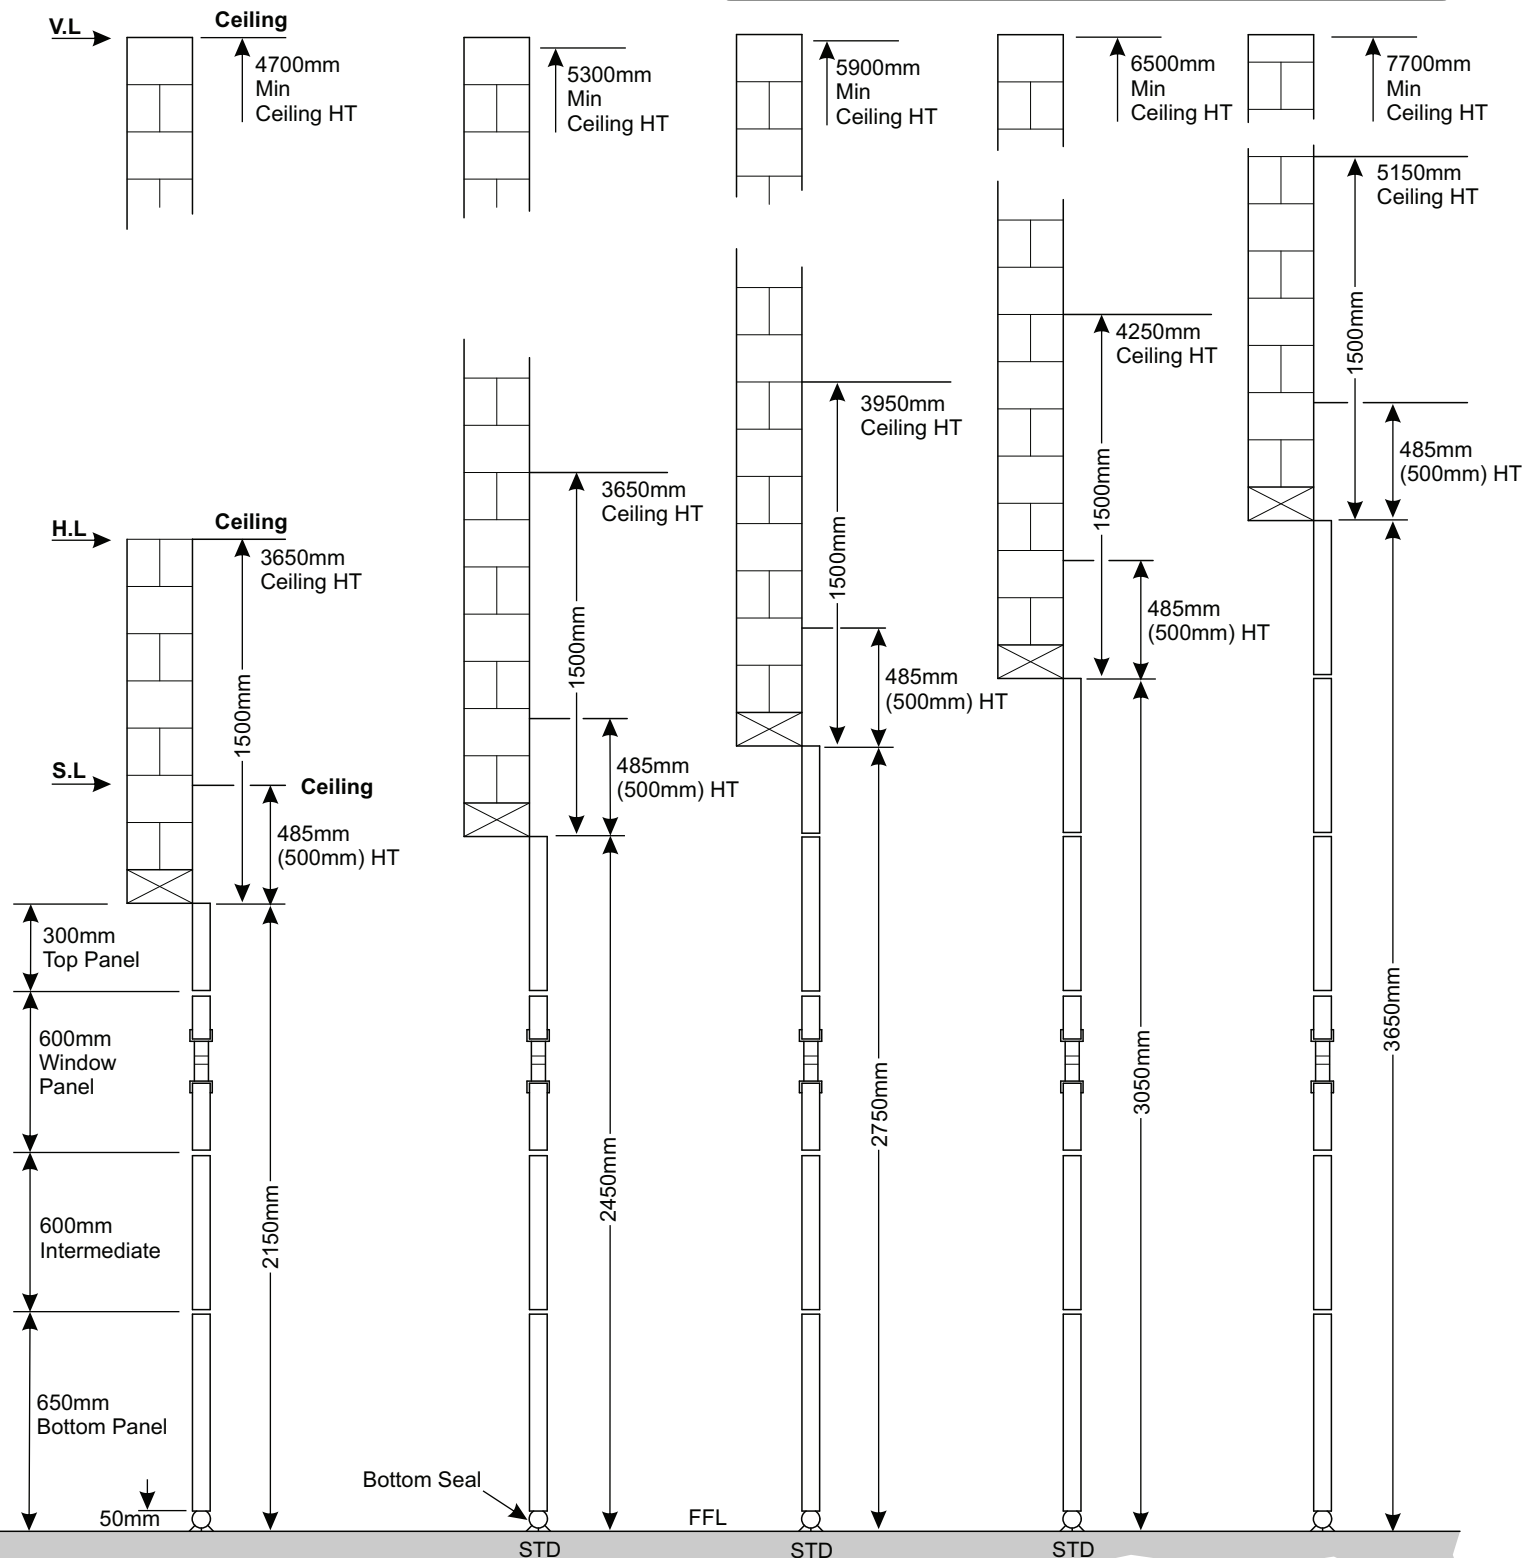 V.L
Ceiling
4700mm
Min
Ceiling HT
5300mm
Min
Ceiling HT
5900mm
Min
Ceiling HT
6500mm
Min
Ceiling HT
7700mm
Min
Ceiling HT
H.L
Ceiling
3650mm
Ceiling HT
1500mm
S.L
Ceiling
485mm
(500mm) HT
300mm
Top Panel
600mm
Window
Panel
600mm
Intermediate
650mm
Bottom Panel
50mm
2150mm
3650mm
Ceiling HT
1500mm
485mm
(500mm) HT
2450mm
Bottom Seal
STD
3950mm
Ceiling HT
1500mm
485mm
(500mm) HT
2750mm
FFL
STD
4250mm
Ceiling HT
1500mm
485mm
(500mm) HT
3050mm
STD
5150mm
Ceiling HT
1500mm
485mm
(500mm) HT
3650mm